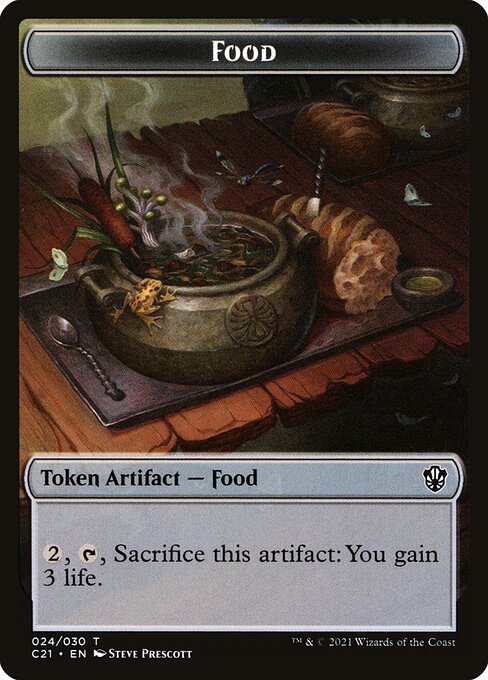 Food
Token Artifact — Food
2, T, Sacrifice this artifact: You gain
3 life.
024/030 T
C21 • EN Steve Prescott
™ & © 2021 Wizards of the Coast